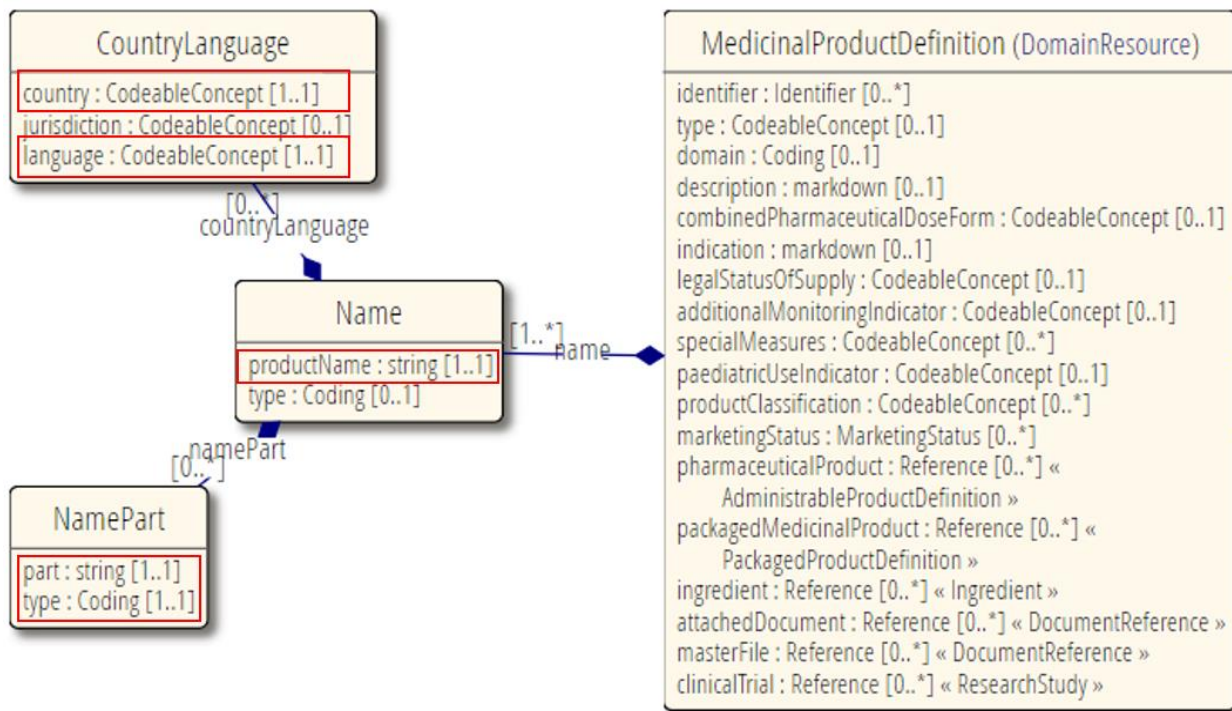 CountryLanguage
country : CodeableConcept [1..1]
jurisdiction : CodeableConcept [0..1]
language : CodeableConcept [1..1]
[0..*]
countryLanguage
Name
productName : string [1..1]
type : Coding [0..1]
[1..*]
name
namePart
[0..*]
NamePart
part : string [1..1]
type : Coding [1..1]
MedicinalProductDefinition (DomainResource)
identifier : Identifier [0..*]
type : CodeableConcept [0..1]
domain : Coding [0..1]
description : markdown [0..1]
combinedPharmaceuticalDoseForm : CodeableConcept [0..1]
indication : markdown [0..1]
legalStatusOfSupply : CodeableConcept [0..1]
additionalMonitoringIndicator : CodeableConcept [0..1]
specialMeasures : CodeableConcept [0..*]
paediatricUseIndicator : CodeableConcept [0..1]
productClassification : CodeableConcept [0..*]
marketingStatus : MarketingStatus [0..*]
pharmaceuticalProduct : Reference [0..*] «
AdministrableProductDefinition »
packagedMedicinalProduct : Reference [0..*] «
PackagedProductDefinition »
ingredient : Reference [0..*] « Ingredient »
attachedDocument : Reference [0..*] « DocumentReference »
masterFile : Reference [0..*] « DocumentReference »
clinicalTrial : Reference [0..*] « ResearchStudy »